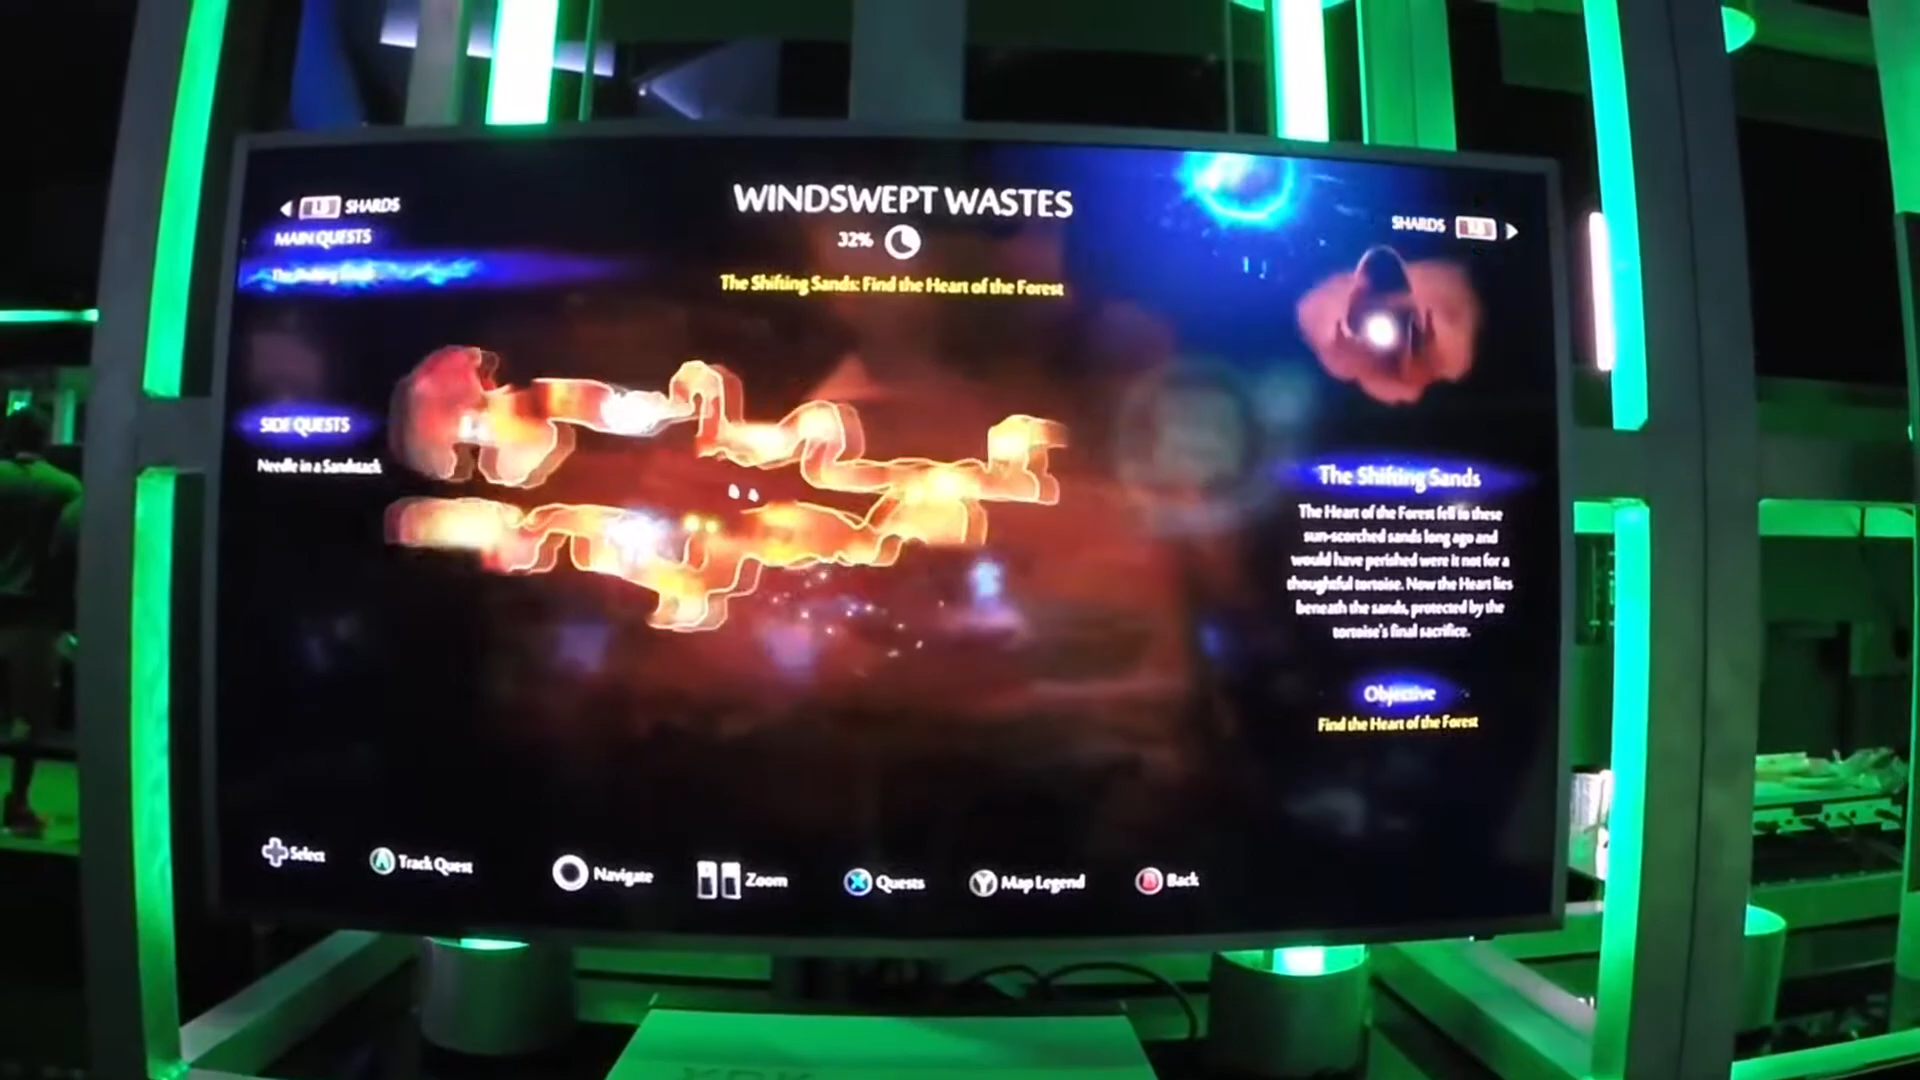 SHARDS
WINDSWEPT WASTES
SHARDS
MAIN QUESTS
32%
The Shifting Sands
The Shifting Sands: Find the Heart of the Forest
SIDE QUESTS
Needle in a Sandstack
The Shifting Sands
The Heart of the Forest fell to these
sun-scorched sands long ago and
would have perished were it not for a
thoughtful tortoise. Now the Heart lies
beneath the sands, protected by the
tortoise's final sacrifice.
Objective
Find the Heart of the Forest
Select
A Track Quest
Navigate
Zoom
X Quests
Y Map Legend
B Back